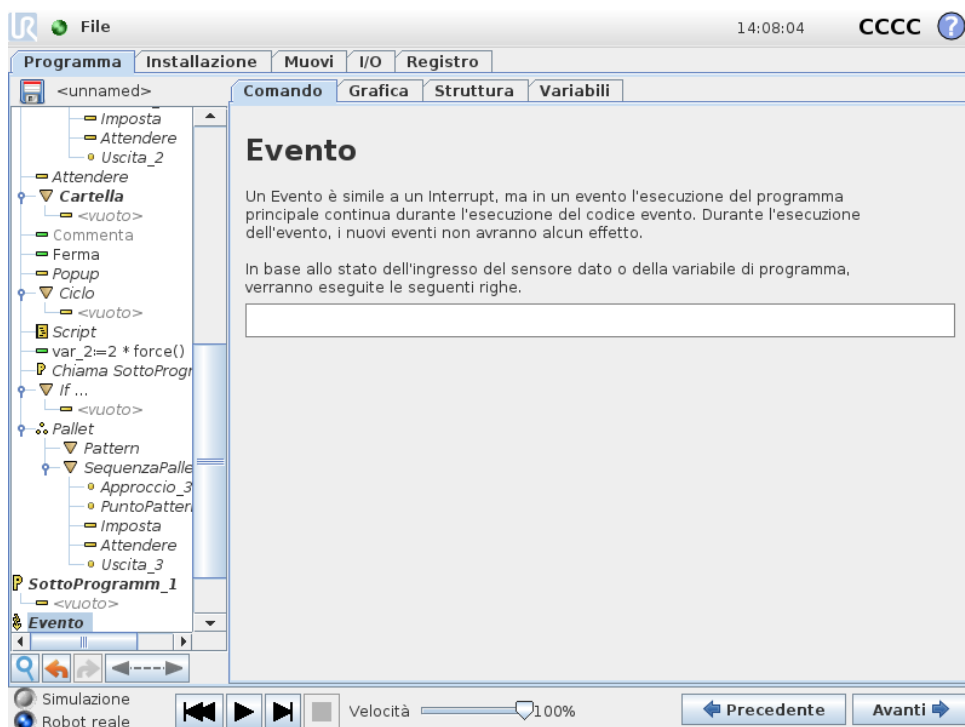 UR File 14:08:04 CCCC ?
Programma Installazione Muovi I/O Registro
<unnamed> Comando Grafica Struttura Variabili
Imposta
Attendere
Uscita_2
Attendere
Cartella
<vuoto>
Commenta
Ferma
Popup
Ciclo
<vuoto>
Script
var_2:=2 * force()
Chiama SottoProgr
If ...
<vuoto>
Pallet
Pattern
SequenzaPalle
Approccio_3
PuntoPatter
Imposta
Attendere
Uscita_3
P SottoProgramm_1
<vuoto>
Evento
Evento
Un Evento è simile a un Interrupt, ma in un evento l'esecuzione del programma
principale continua durante l'esecuzione del codice evento. Durante l'esecuzione
dell'evento, i nuovi eventi non avranno alcun effetto.
In base allo stato dell'ingresso del sensore dato o della variabile di programma,
verranno eseguite le seguenti righe.
Simulazione
Robot reale
Velocità 100% Precedente Avanti